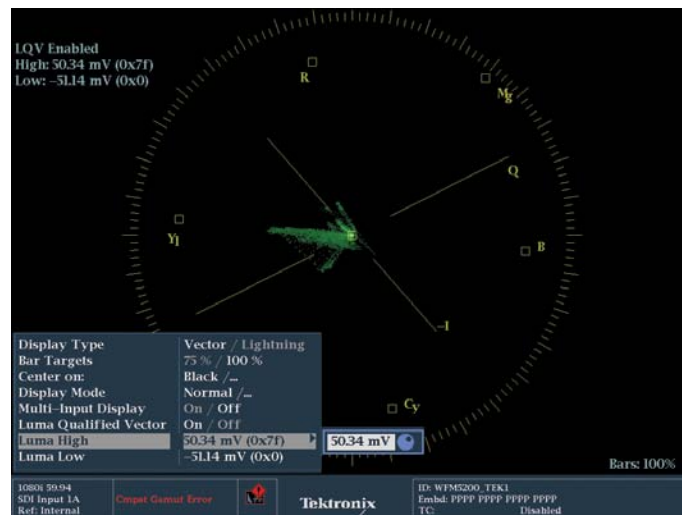 LQV Enabled
High: 50.34 mV (0x7f)
Low: -51.14 mV (0x0)
R
Mg
Q
Yl
B
-I
Cy
Display Type Vector / Lightning
Bar Targets 75 % / 100 %
Center on: Black /...
Display Mode Normal /...
Multi-Input Display On / Off
Luma Qualified Vector On / Off
Luma High 50.34 mV (0x7f) 50.34 mV
Luma Low -51.14 mV (0x0)
Bars: 100%
1080i 59.94
SDI Input 1A
Ref: Internal
Cmpst Gamut Error
Tektronix
ID: WFM5200_TEK1
Embd: PPPP PPPP PPPP PPPP
TC: Disabled